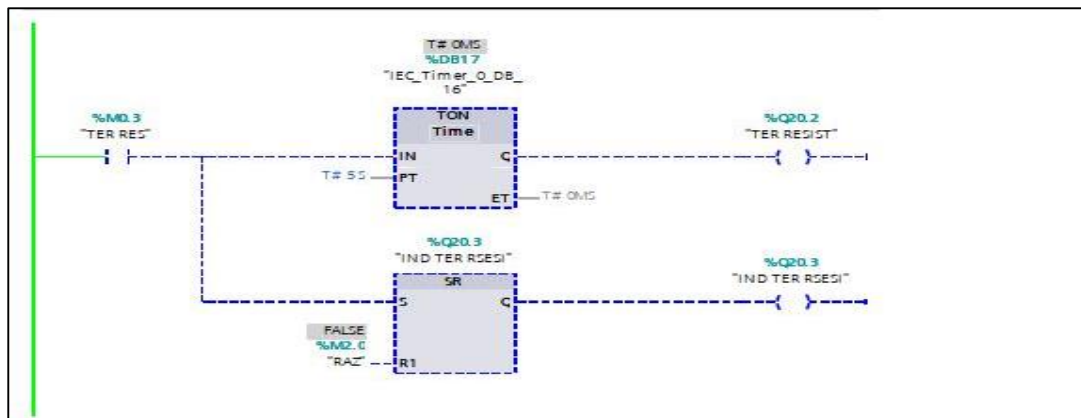 T# 0MS
%DB17
"IEC_Timer_0_DB_
16"
%M0.3
"TER RES"
TON
Time
%Q20.2
"TER RESIST"
IN
Q
T# 5S
PT
ET
T# 0MS
%Q20.3
"IND TER RSESI"
SR
%Q20.3
"IND TER RSESI"
S
Q
FALSE
%M2.0
"RAZ"
R1